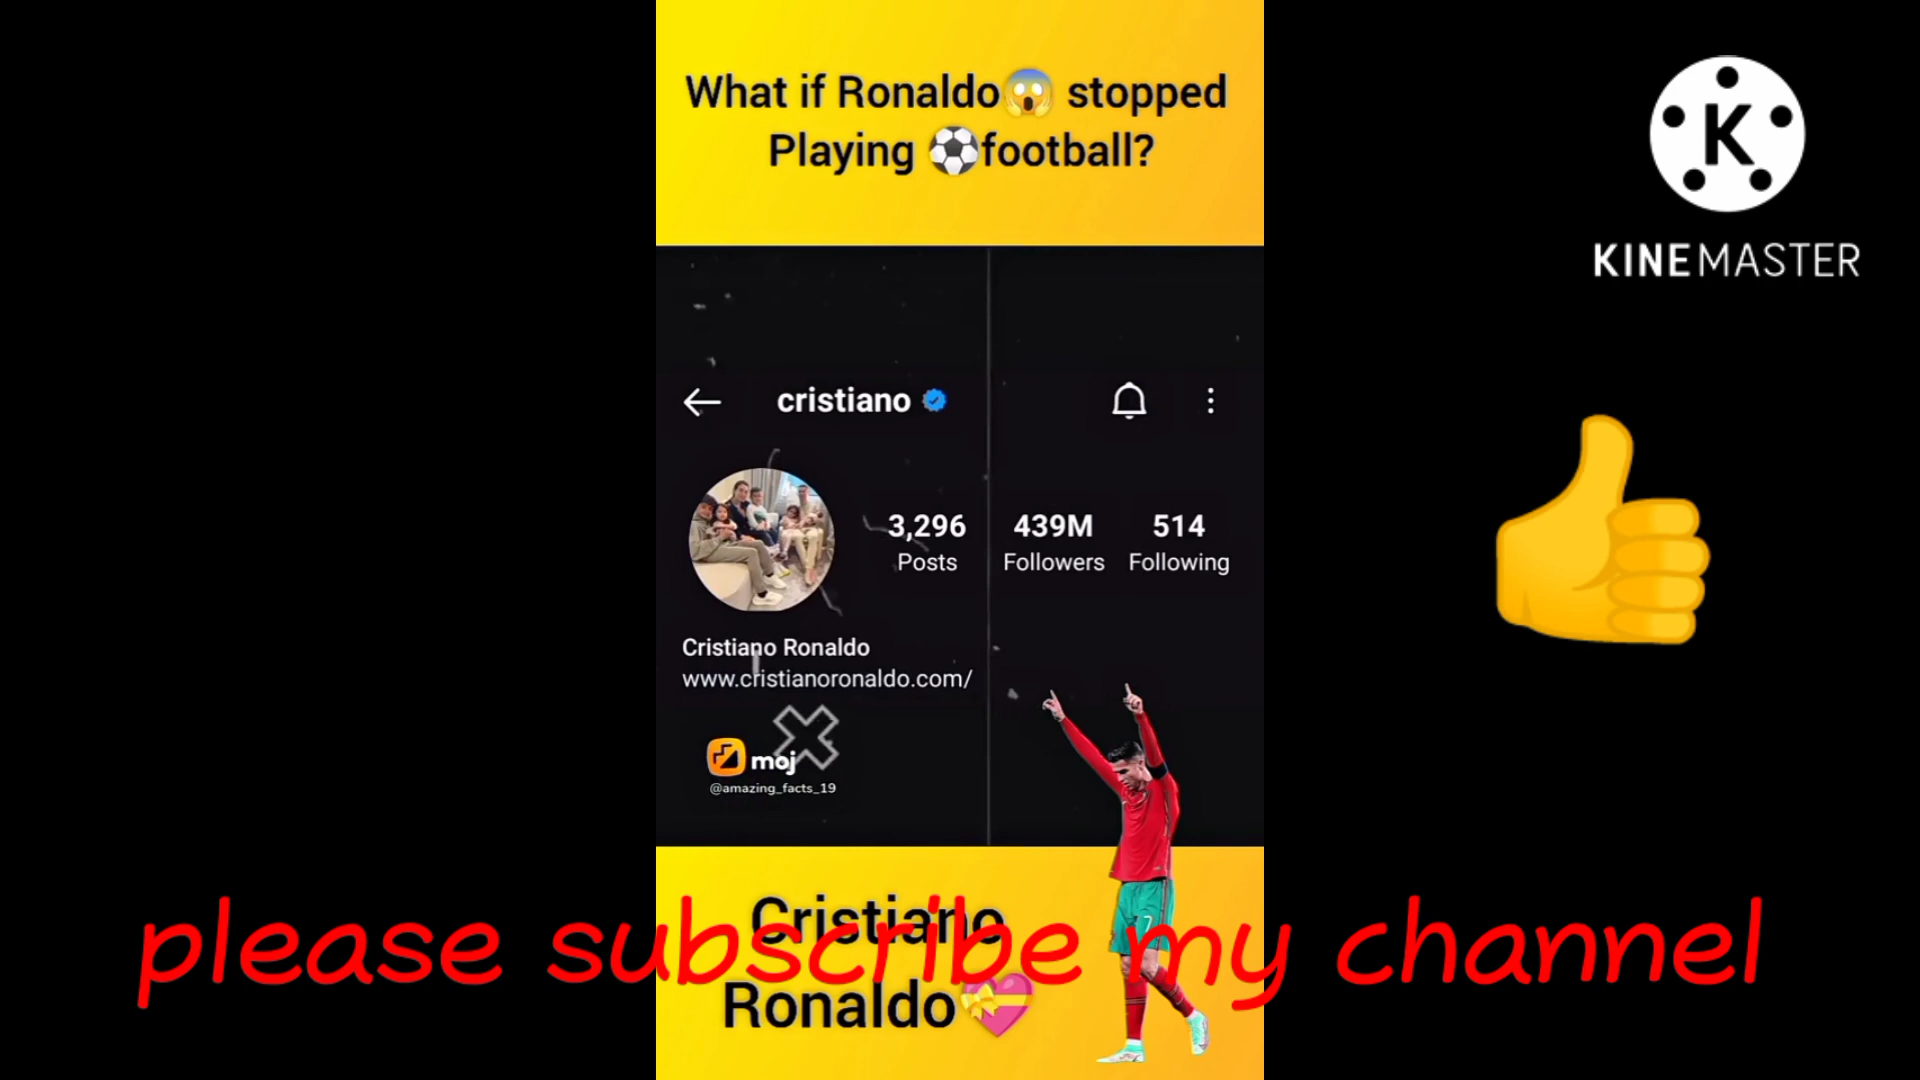 What if Ronaldo😱 stopped
Playing ⚽football?
K
KINEMASTER
cristiano
3,296 439M 514
Posts Followers Following
Cristiano Ronaldo
www.cristianoronaldo.com/
moj
@amazing_facts_19
Cristiano
please subscribe my channel
Ronaldo💝
7